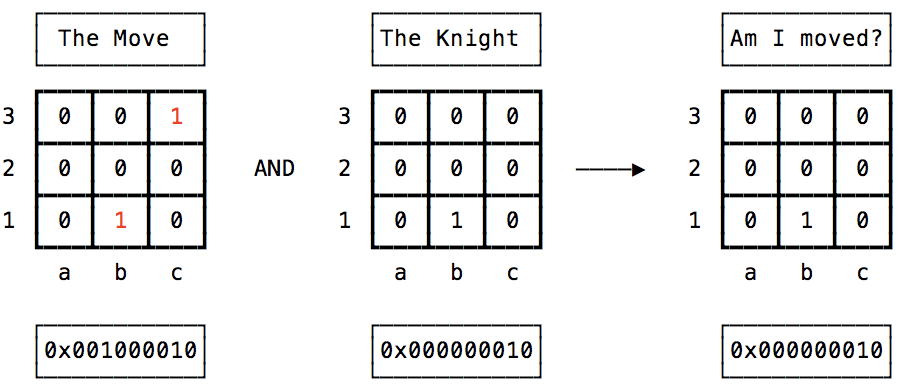 The Move The Knight Am I moved?
3 0 0 1 3 0 0 0 3 0 0 0
2 0 0 0 AND 2 0 0 0 2 0 0 0
1 0 1 0 1 0 1 0 1 0 1 0
a b c a b c a b c
0x001000010 0x000000010 0x000000010